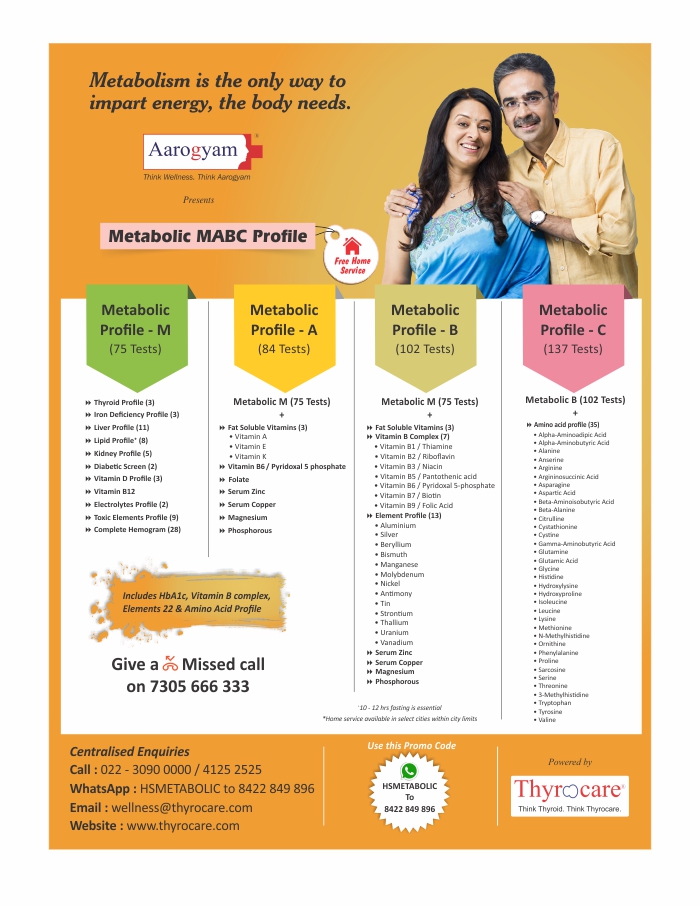 Metabolism is the only way to
impart energy, the body needs.
Aarogyam®
Think Wellness. Think Aarogyam
Presents
Metabolic MABC Profile
Free Home
Service
Metabolic
Profile - M
(75 Tests)
Thyroid Profile (3)
Iron Deficiency Profile (3)
Liver Profile (11)
Lipid Profile* (8)
Kidney Profile (5)
Diabetic Screen (2)
Vitamin D Profile (3)
Vitamin B12
Electrolytes Profile (2)
Toxic Elements Profile (9)
Complete Hemogram (28)
Metabolic
Profile - A
(84 Tests)
Metabolic M (75 Tests)
+
Fat Soluble Vitamins (3)
• Vitamin A
• Vitamin E
• Vitamin K
Vitamin B6 / Pyridoxal 5 phosphate
Folate
Serum Zinc
Serum Copper
Magnesium
Phosphorous
Metabolic
Profile - B
(102 Tests)
Metabolic M (75 Tests)
+
Fat Soluble Vitamins (3)
Vitamin B Complex (7)
• Vitamin B1 / Thiamine
• Vitamin B2 / Riboflavin
• Vitamin B3 / Niacin
• Vitamin B5 / Pantothenic acid
• Vitamin B6 / Pyridoxal 5-phosphate
• Vitamin B7 / Biotin
• Vitamin B9 / Folic Acid
Element Profile (13)
• Aluminium
• Silver
• Beryllium
• Bismuth
• Manganese
• Molybdenum
• Nickel
• Antimony
• Tin
• Strontium
• Thallium
• Uranium
• Vanadium
Serum Zinc
Serum Copper
Magnesium
Phosphorous
Metabolic
Profile - C
(137 Tests)
Metabolic B (102 Tests)
+
Amino acid profile (35)
• Alpha-Aminoadipic Acid
• Alpha-Aminobutyric Acid
• Alanine
• Anserine
• Arginine
• Argininosuccinic Acid
• Asparagine
• Aspartic Acid
• Beta-Aminoisobutyric Acid
• Beta-Alanine
• Citrulline
• Cystathionine
• Cystine
• Gamma-Aminobutyric Acid
• Glutamine
• Glutamic Acid
• Glycine
• Histidine
• Hydroxylysine
• Hydroxyproline
• Isoleucine
• Leucine
• Lysine
• Methionine
• N-Methylhistidine
• Ornithine
• Phenylalanine
• Proline
• Sarcosine
• Serine
• Threonine
• 3-Methylhistidine
• Tryptophan
• Tyrosine
• Valine
Includes HbA1c, Vitamin B complex,
Elements 22 & Amino Acid Profile
Give a Missed call
on 7305 666 333
*10 - 12 hrs fasting is essential
*Home service available in select cities within city limits
Centralised Enquiries
Call : 022 - 3090 0000 / 4125 2525
WhatsApp : HSMETABOLIC to 8422 849 896
Email : wellness@thyrocare.com
Website : www.thyrocare.com
Use this Promo Code
HSMETABOLIC
To
8422 849 896
Powered by
Thyrocare®
Think Thyroid. Think Thyrocare.